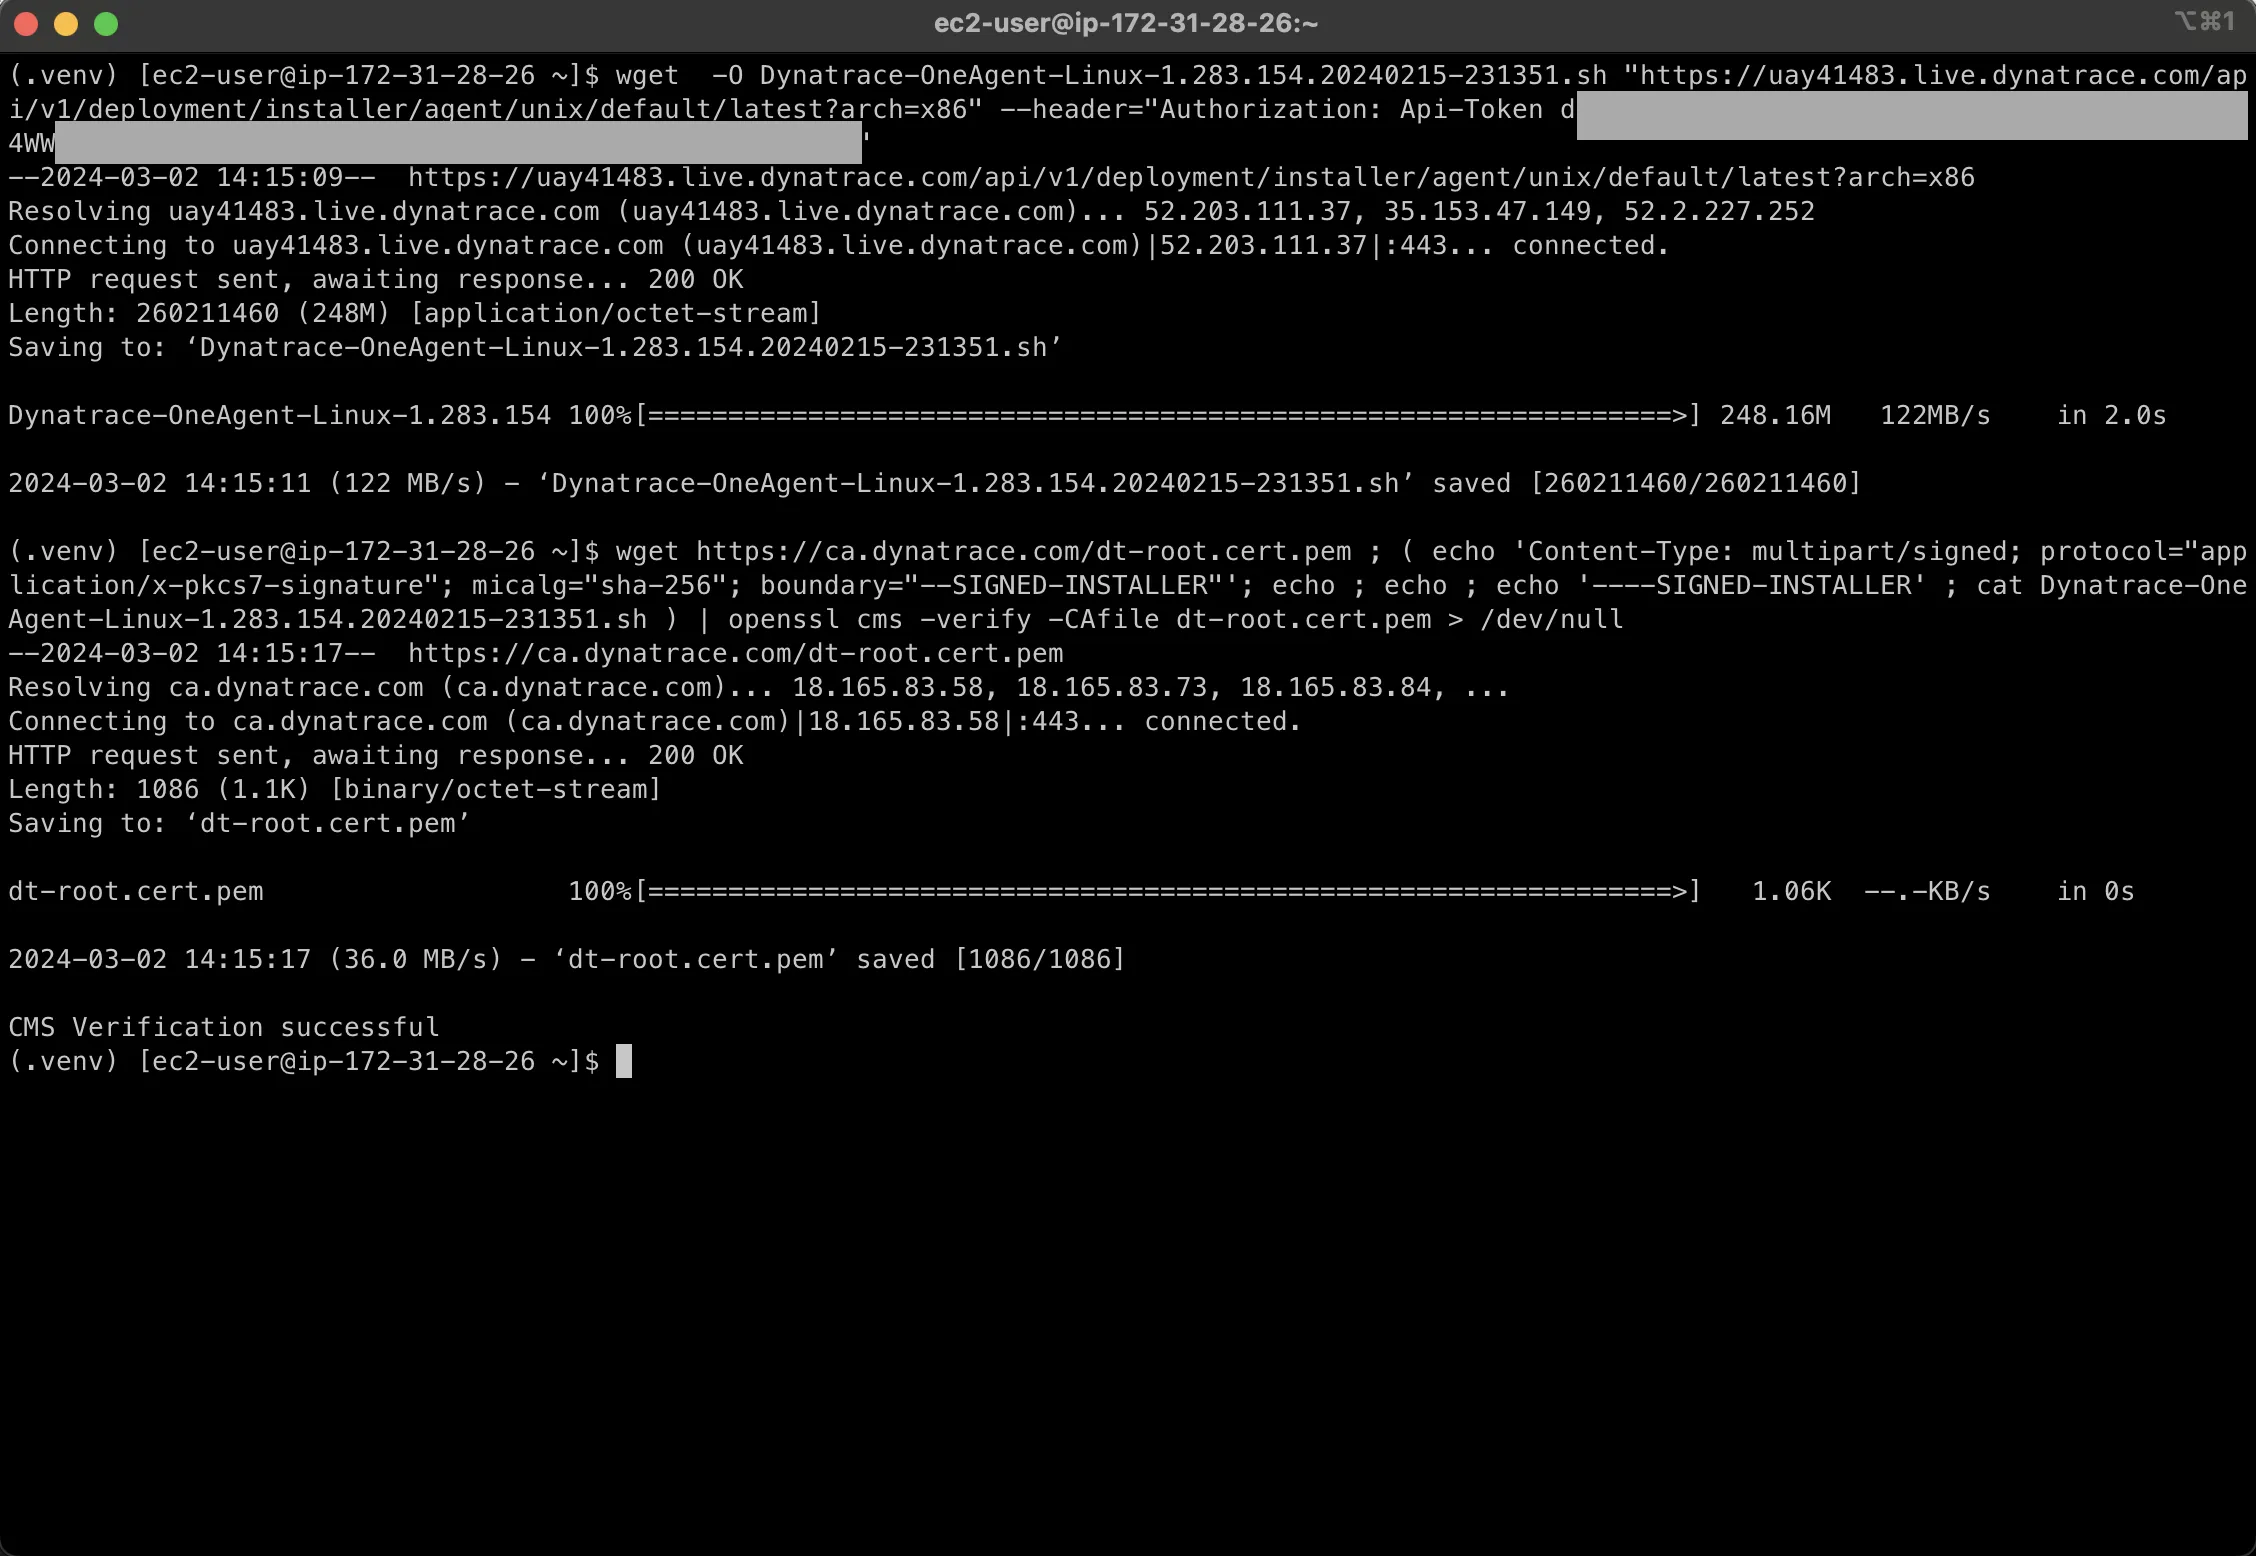 ec2-user@ip-172-31-28-26:~
⌥⌘1
(.venv) [ec2-user@ip-172-31-28-26 ~]$ wget  -O Dynatrace-OneAgent-Linux-1.283.154.20240215-231351.sh "https://uay41483.live.dynatrace.com/ap
i/v1/deployment/installer/agent/unix/default/latest?arch=x86" --header="Authorization: Api-Token d
4WW '
--2024-03-02 14:15:09--  https://uay41483.live.dynatrace.com/api/v1/deployment/installer/agent/unix/default/latest?arch=x86
Resolving uay41483.live.dynatrace.com (uay41483.live.dynatrace.com)... 52.203.111.37, 35.153.47.149, 52.2.227.252
Connecting to uay41483.live.dynatrace.com (uay41483.live.dynatrace.com)|52.203.111.37|:443... connected.
HTTP request sent, awaiting response... 200 OK
Length: 260211460 (248M) [application/octet-stream]
Saving to: ‘Dynatrace-OneAgent-Linux-1.283.154.20240215-231351.sh’
Dynatrace-OneAgent-Linux-1.283.154 100%[================================================================>] 248.16M   122MB/s    in 2.0s
2024-03-02 14:15:11 (122 MB/s) - ‘Dynatrace-OneAgent-Linux-1.283.154.20240215-231351.sh’ saved [260211460/260211460]
(.venv) [ec2-user@ip-172-31-28-26 ~]$ wget https://ca.dynatrace.com/dt-root.cert.pem ; ( echo 'Content-Type: multipart/signed; protocol="app
lication/x-pkcs7-signature"; micalg="sha-256"; boundary="--SIGNED-INSTALLER"'; echo ; echo ; echo '----SIGNED-INSTALLER' ; cat Dynatrace-One
Agent-Linux-1.283.154.20240215-231351.sh ) | openssl cms -verify -CAfile dt-root.cert.pem > /dev/null
--2024-03-02 14:15:17--  https://ca.dynatrace.com/dt-root.cert.pem
Resolving ca.dynatrace.com (ca.dynatrace.com)... 18.165.83.58, 18.165.83.73, 18.165.83.84, ...
Connecting to ca.dynatrace.com (ca.dynatrace.com)|18.165.83.58|:443... connected.
HTTP request sent, awaiting response... 200 OK
Length: 1086 (1.1K) [binary/octet-stream]
Saving to: ‘dt-root.cert.pem’
dt-root.cert.pem                   100%[================================================================>]   1.06K  --.-KB/s    in 0s
2024-03-02 14:15:17 (36.0 MB/s) - ‘dt-root.cert.pem’ saved [1086/1086]
CMS Verification successful
(.venv) [ec2-user@ip-172-31-28-26 ~]$